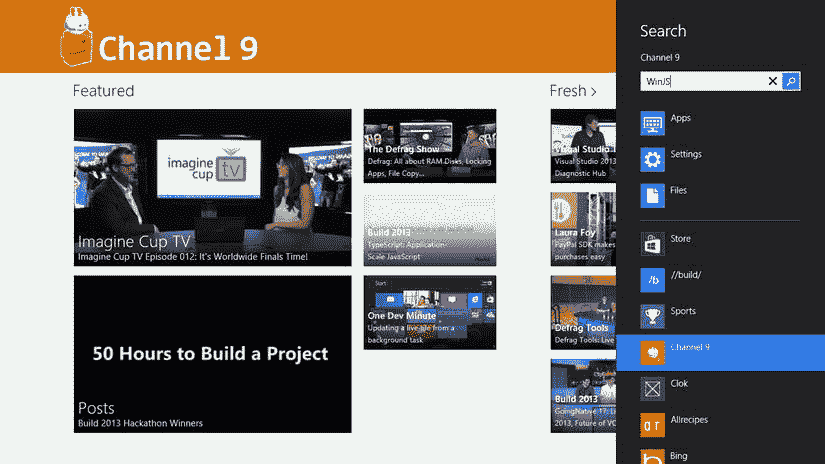 Channel 9
Featured
imagine
cup
tv
Imagine Cup TV
Imagine Cup TV Episode 012: It's Worldwide Finals Time!
50 Hours to Build a Project
Posts
Build 2013 Hackathon Winners
The Defrag Show
Defrag: All about RAM Disks, Locking
Apps, File Copy...
Build 2013
TypeScript: Application-
Scale JavaScript
Start
One Dev Minute
Updating a live tile from a
background task
Fresh >
Visual Studio
Visual Studio 2013
Diagnostic Hub
Laura Foy
PayPal SDK makes
purchases easy
Defrag Tools
Defrag Tools: Live
Build 2013
GoingNative 17: Li
2013, Future of VC
Search
Channel 9
WinJS
Apps
Settings
Files
Store
//build/
Sports
Channel 9
Clok
Allrecipes
Bing